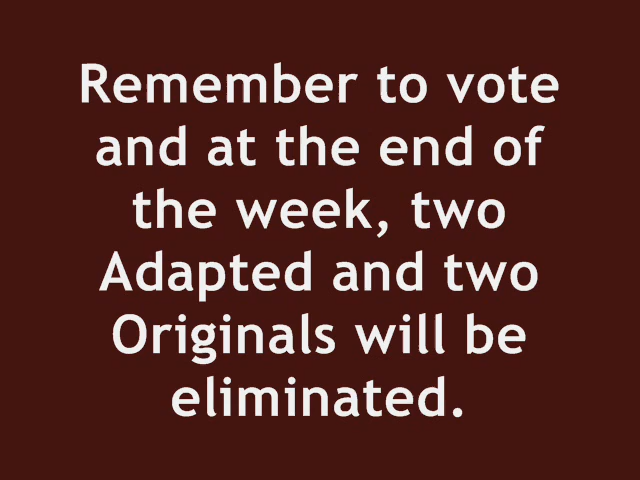 Remember to vote
and at the end of
the week, two
Adapted and two
Originals will be
eliminated.